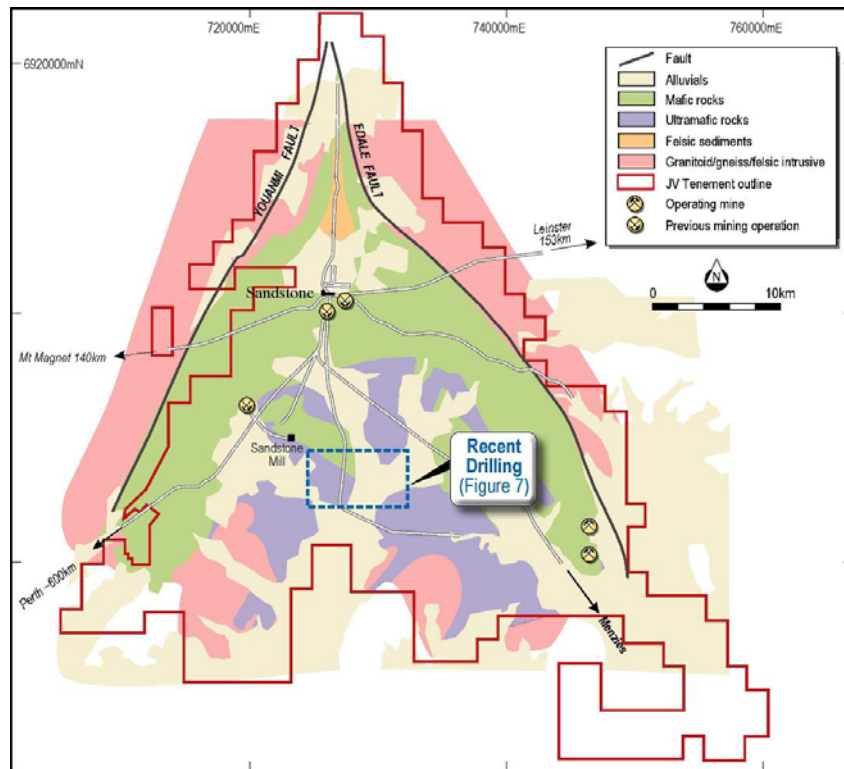 720000mE
740000mE
760000mE
6920000mN
Fault
Alluvials
Mafic rocks
Ultramafic rocks
Felsic sediments
Granitoid/gneiss/felsic intrusive
JV Tenement outline
Operating mine
Previous mining operation
N
0 10km
YOUANMI FAULT
EDALE FAULT
Leinster
153km
Sandstone
Mt Magnet 140km
Sandstone
Mill
Recent
Drilling
(Figure 7)
Perth ~600km
Menzies